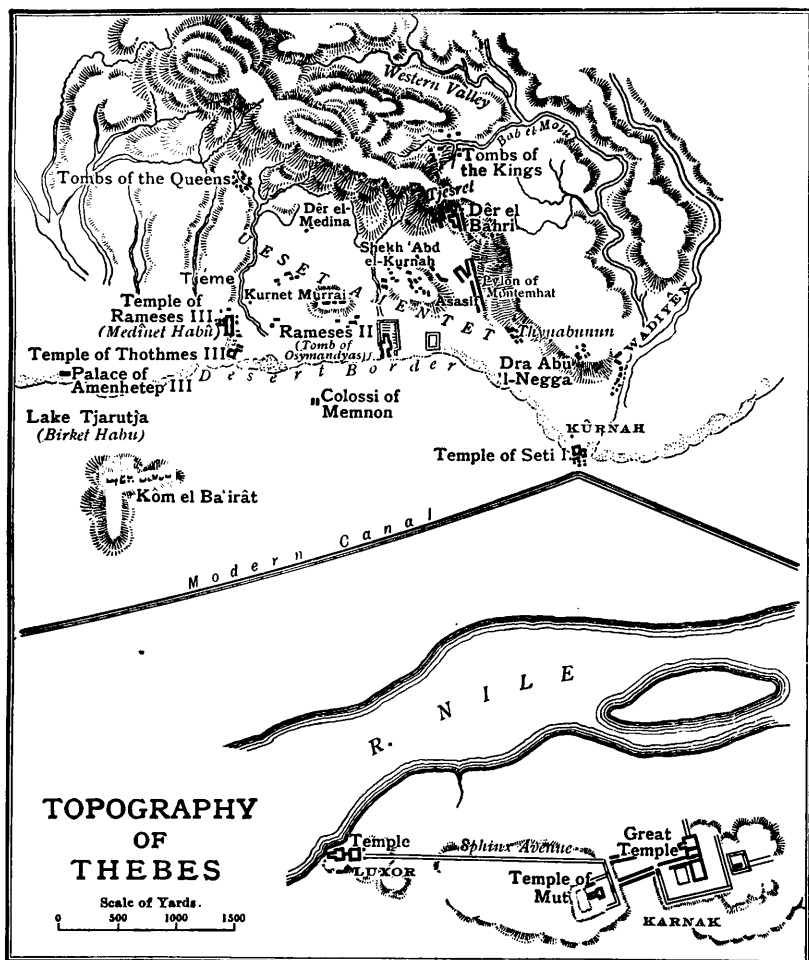 Western Valley
Bab el Moluk
Tombs of
the Kings
Tombs of the Queens
Tjesret
Dêr el-
Medina
Dêr el
Bahri
Shekh 'Abd
el-Kurnah
UESET AMENTET
Tjeme
Kurnet Murrai
Asasif
Pylon of
Montemhat
Temple of
Rameses III
(Medînet Habû)
Rameses II
(Tomb of
Osymandyas)
WADIYÊN
Temple of Thothmes III
Dra Abu
'l-Negga
Palace of
Amenhetep III
Desert Border
Colossi of
Memnon
Lake Tjarutja
(Birket Habu)
KÛRNAH
Temple of Seti I
Kôm el Ba'irât
Modern Canal
R. NILE
TOPOGRAPHY
OF
THEBES
Scale of Yards.
0 500 1000 1500
Temple
LUXOR
Sphinx Avenue
Great
Temple
Temple of
Mut
KARNAK